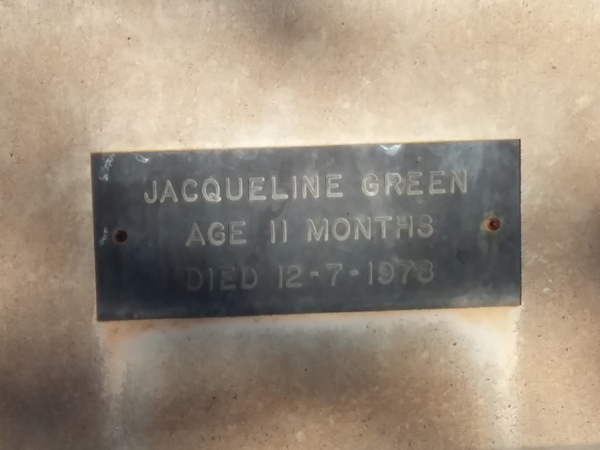 JACQUELINE GREEN
AGE 11 MONTHS
DIED 12-7-1978